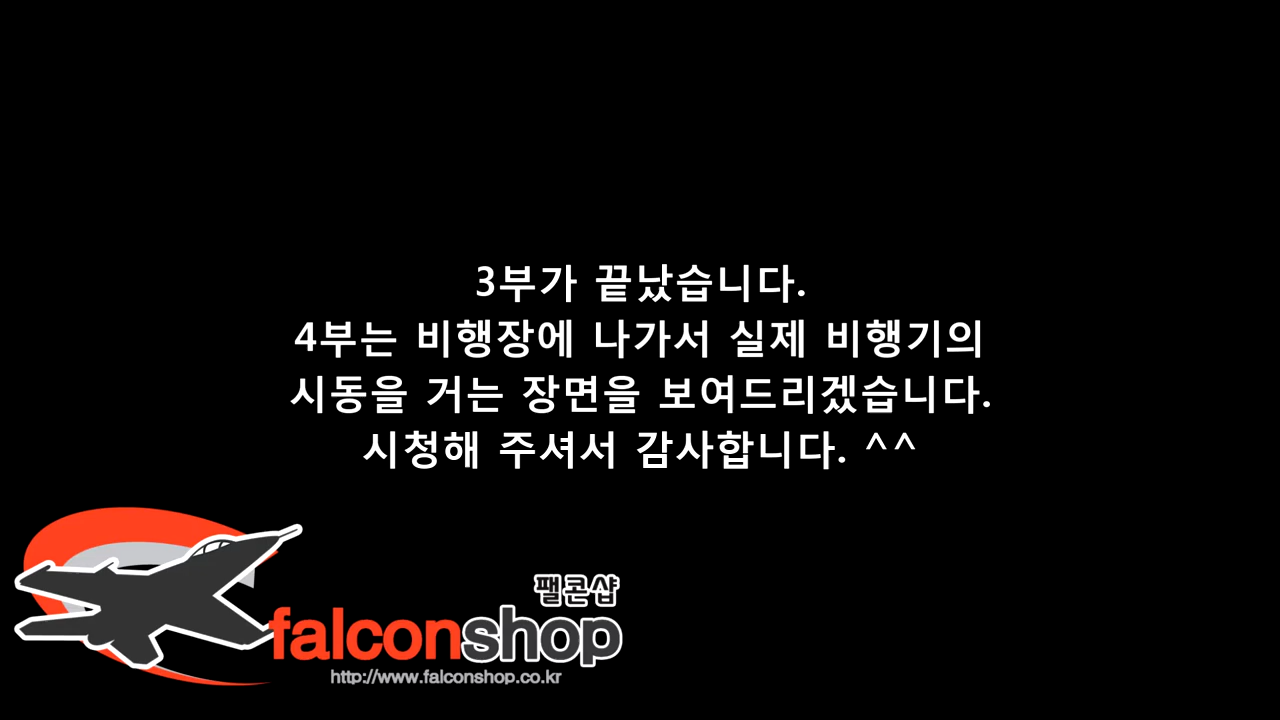 3부가 끝났습니다.
4부는 비행장에 나가서 실제 비행기의
시동을 거는 장면을 보여드리겠습니다.
시청해 주셔서 감사합니다. ^^
팰콘샵
falconshop
http://www.falconshop.co.kr